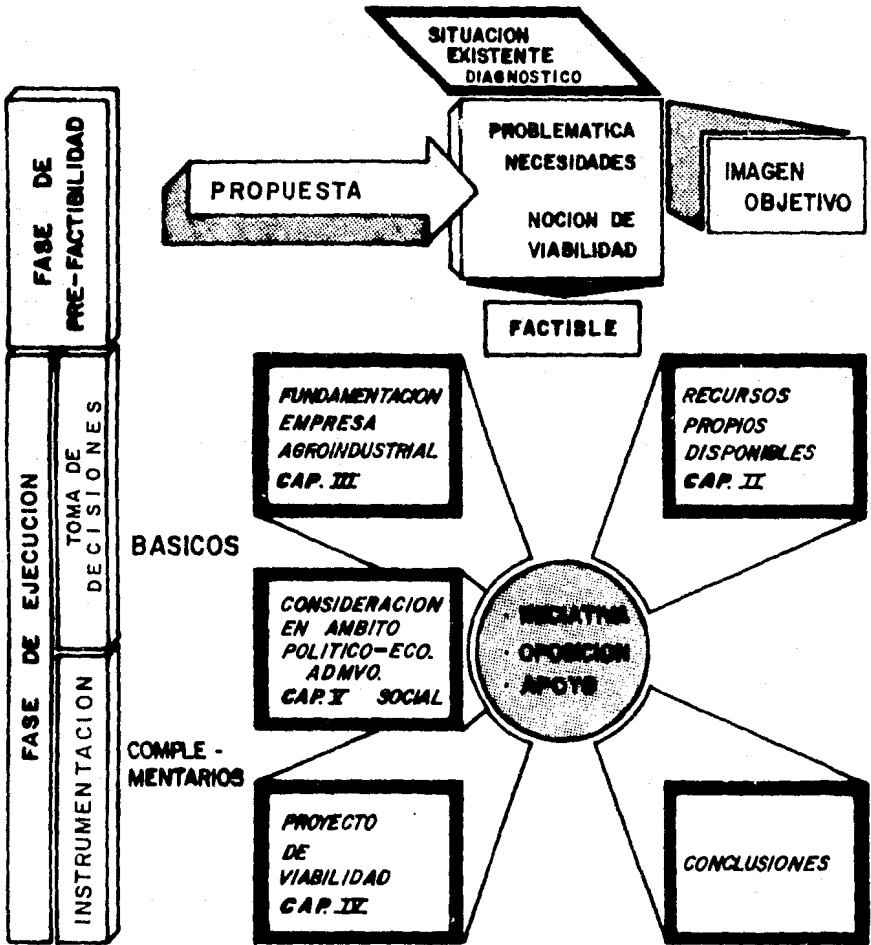 SITUACION
EXISTENTE
DIAGNOSTICO
FASE DE
PRE-FACTIBILIDAD
PROPUESTA
PROBLEMATICA
NECESIDADES
NOCION DE
VIABILIDAD
IMAGEN
OBJETIVO
FACTIBLE
FASE DE EJECUCION
TOMA DE
DECISIONES
INSTRUMENTACION
BASICOS
COMPLE -
MENTARIOS
FUNDAMENTACION
EMPRESA
AGROINDUSTRIAL
CAP. III
RECURSOS
PROPIOS
DISPONIBLES
CAP. II
CONSIDERACION
EN AMBITO
POLITICO-ECO.
ADMVO.
CAP. V SOCIAL
· INICIATIVA
· OPOSICION
· APOYO
PROYECTO
DE
VIABILIDAD
CAP. IV
CONCLUSIONES